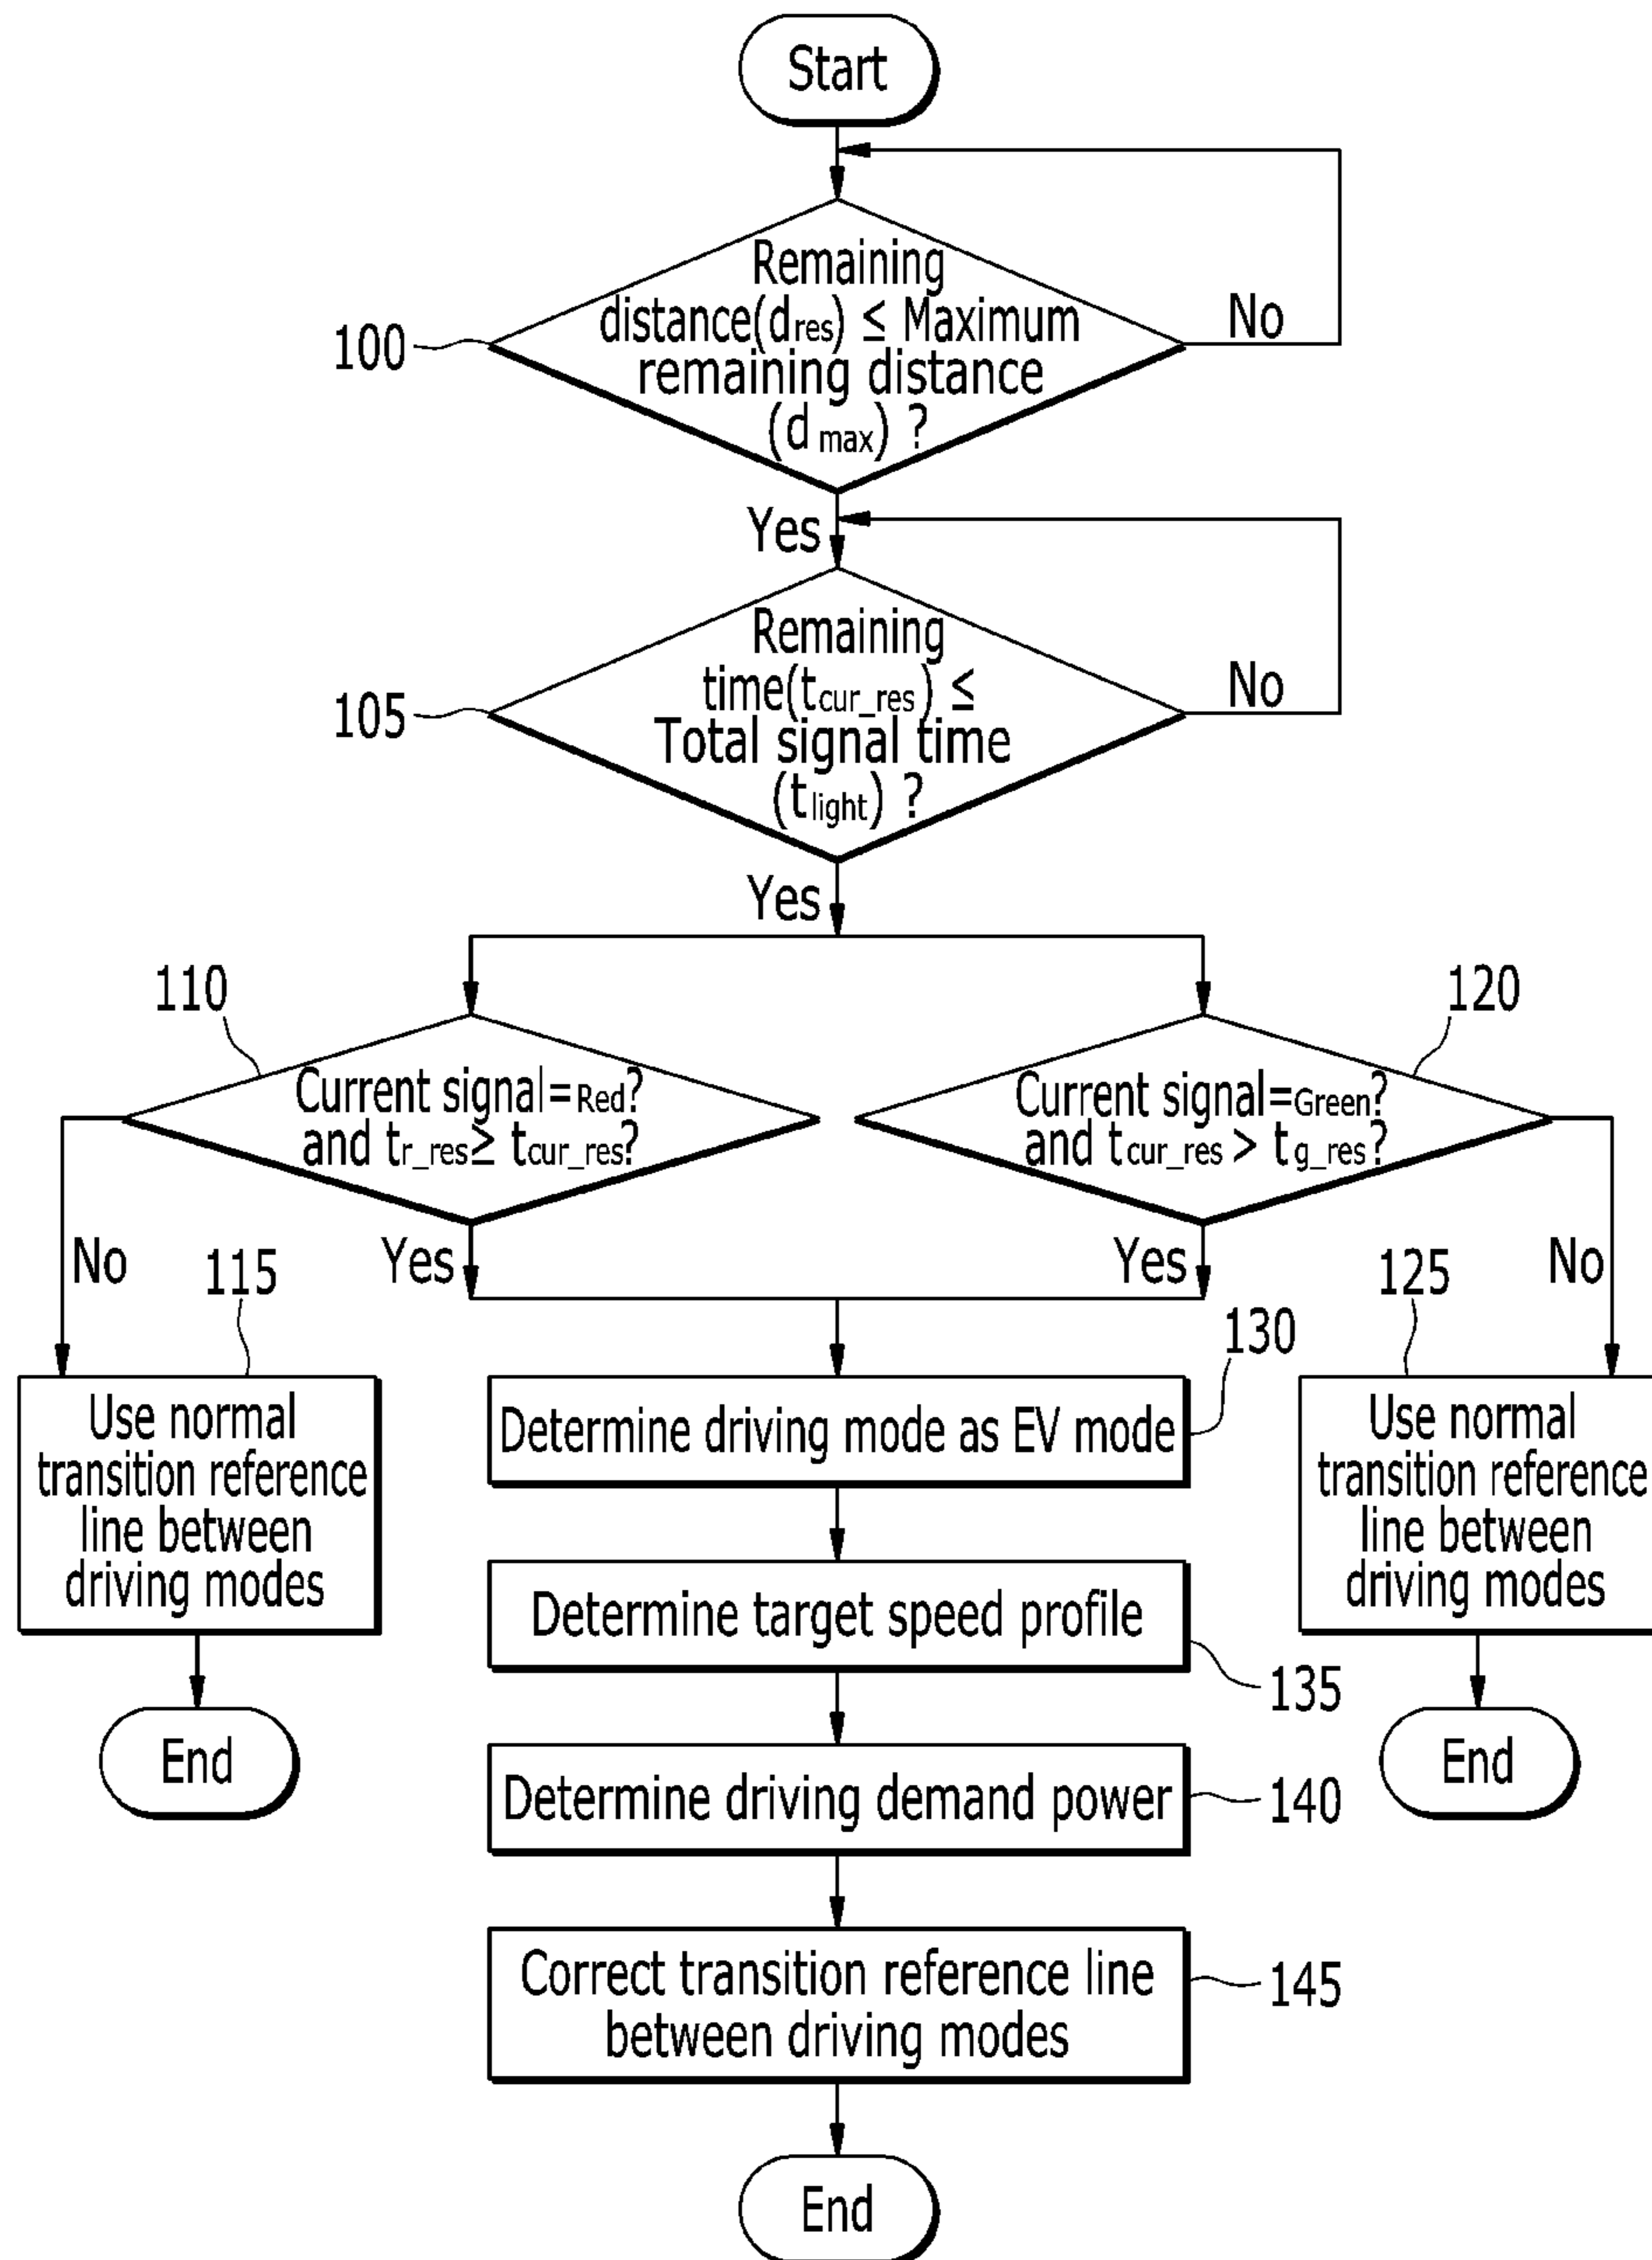 Start
Remaining
distance(dres) ≤ Maximum
remaining distance
(dmax) ?
No
100
Yes
Remaining
time(tcur_res) ≤
Total signal time
(tlight) ?
No
105
Yes
110
120
Current signal=Red?
and tr_res≥ tcur_res?
Current signal=Green?
and tcur_res > tg_res?
No
115
Yes
Yes
125
No
130
Use normal
transition reference
line between
driving modes
Determine driving mode as EV mode
Use normal
transition reference
line between
driving modes
Determine target speed profile
135
End
Determine driving demand power
140
End
Correct transition reference line
between driving modes
145
End